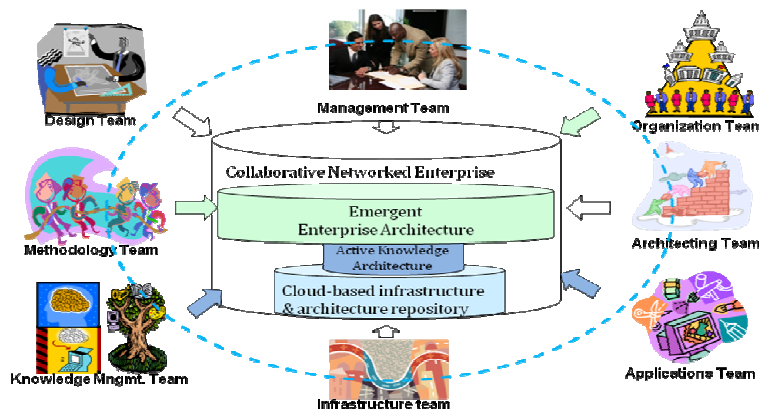 Design Team
Management Team
Organization Team
Collaborative Networked Enterprise
Emergent
Enterprise Architecture
Methodology Team
Active Knowledge
Architecture
Architecting Team
Cloud-based infrastructure
& architecture repository
Knowledge Mngmt. Team
Infrastructure team
Applications Team